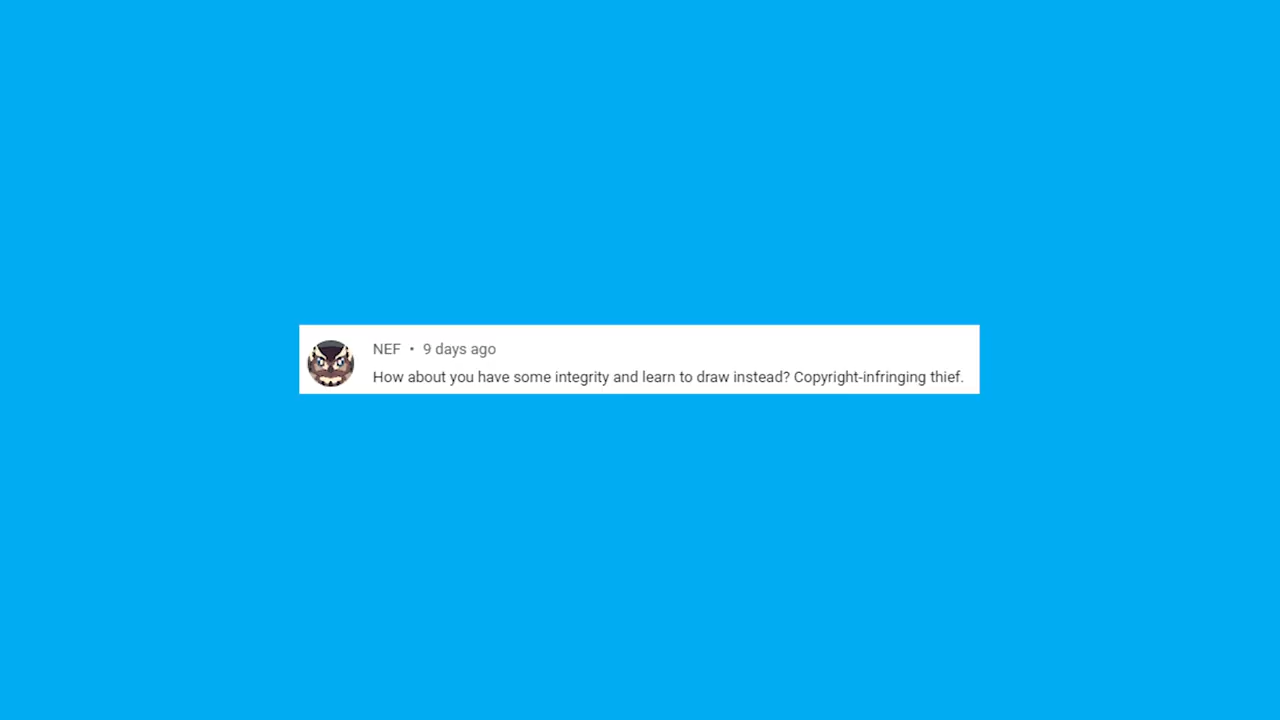 NEF • 9 days ago
How about you have some integrity and learn to draw instead? Copyright-infringing thief.